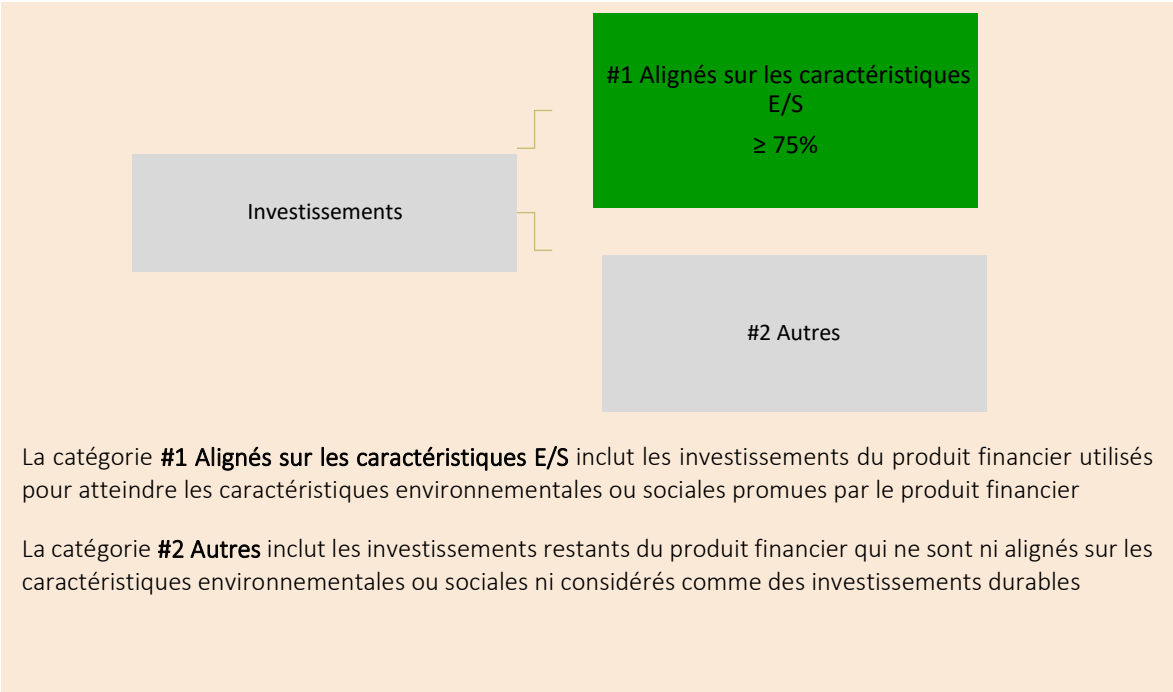 #1 Alignés sur les caractéristiques
E/S
≥ 75%
Investissements
#2 Autres
La catégorie #1 Alignés sur les caractéristiques E/S inclut les investissements du produit financier utilisés
pour atteindre les caractéristiques environnementales ou sociales promues par le produit financier
La catégorie #2 Autres inclut les investissements restants du produit financier qui ne sont ni alignés sur les
caractéristiques environnementales ou sociales ni considérés comme des investissements durables